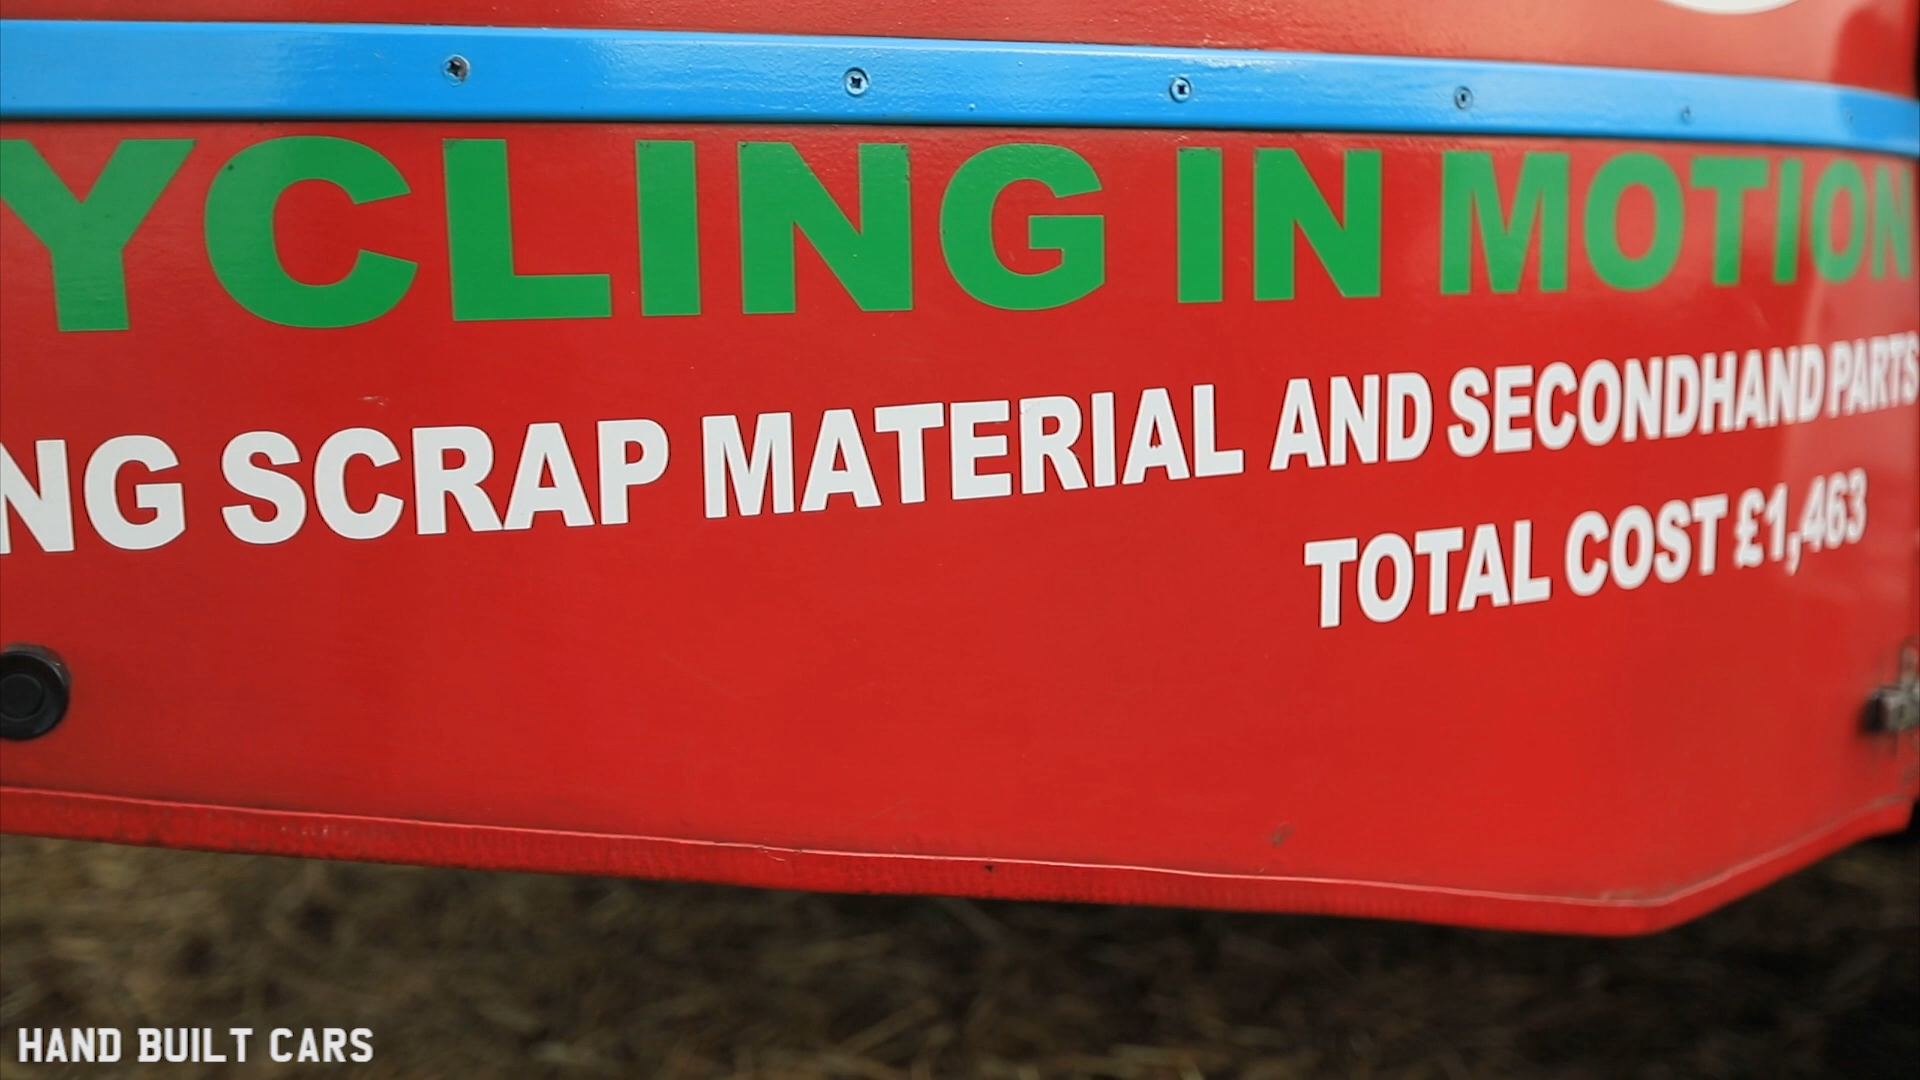 YCLING IN MOTION
NG SCRAP MATERIAL AND SECONDHAND PARTS
TOTAL COST £1,463
HAND BUILT CARS